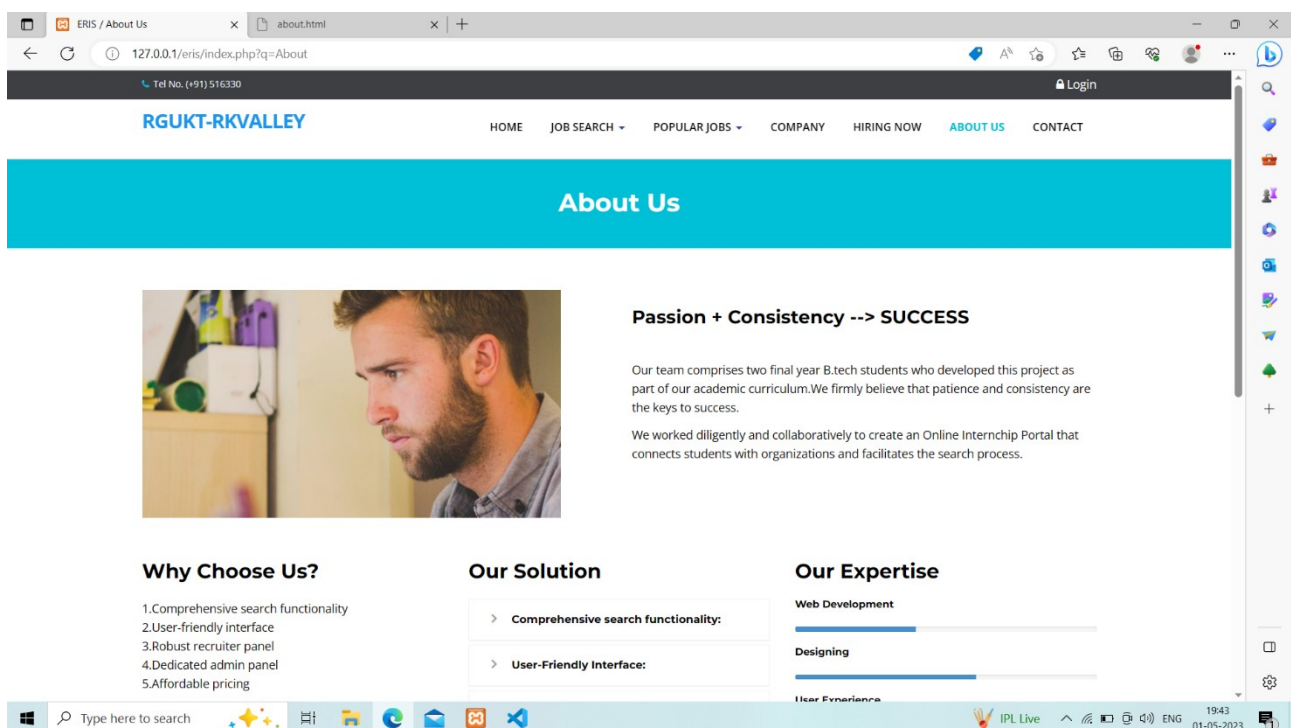 ERIS / About Us
about.html
127.0.0.1/eris/index.php?q=About
Tel No. (+91) 516330
Login
RGUKT-RKVALLEY
HOME JOB SEARCH POPULAR JOBS COMPANY HIRING NOW ABOUT US CONTACT
About Us
Passion + Consistency --> SUCCESS
Our team comprises two final year B.tech students who developed this project as
part of our academic curriculum.We firmly believe that patience and consistency are
the keys to success.
We worked diligently and collaboratively to create an Online Internchip Portal that
connects students with organizations and facilitates the search process.
Why Choose Us?
1.Comprehensive search functionality
2.User-friendly interface
3.Robust recruiter panel
4.Dedicated admin panel
5.Affordable pricing
Our Solution
Comprehensive search functionality:
User-Friendly Interface:
Our Expertise
Web Development
Designing
User Experience
Type here to search
IPL Live
ENG
19:43
01-05-2023